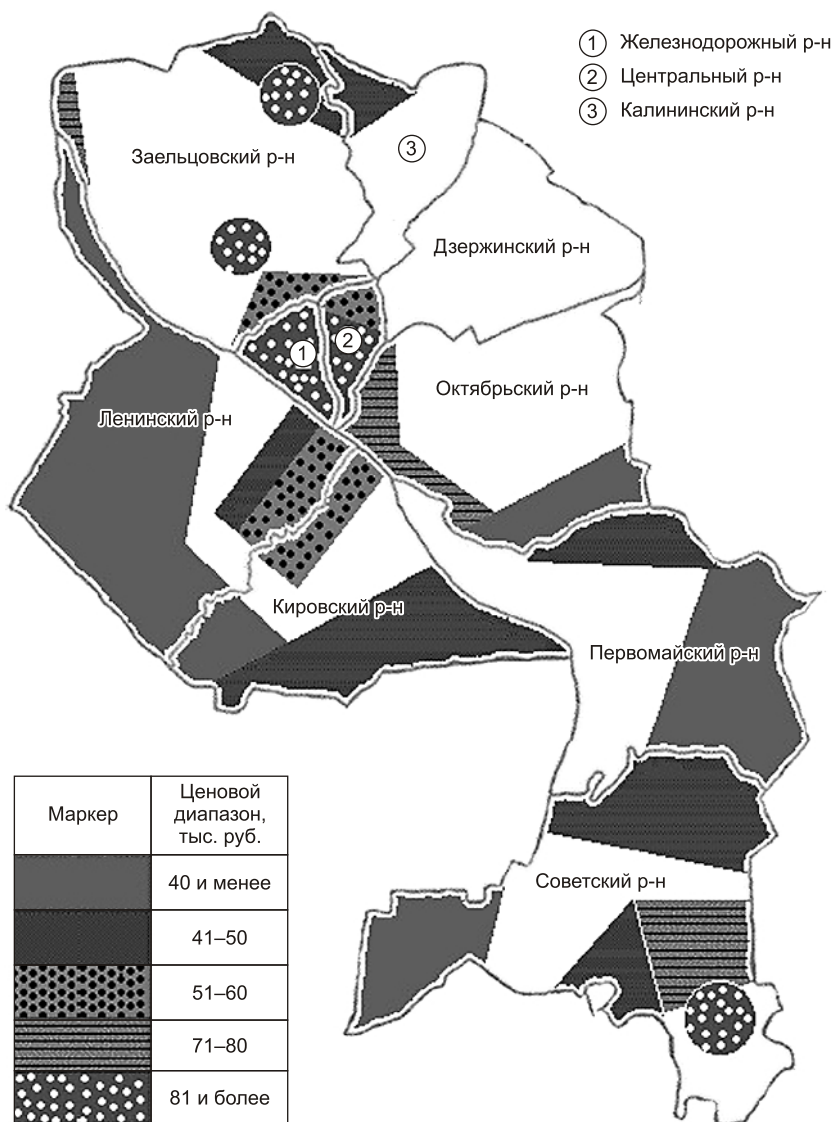 1 Железнодорожный р-н
2 Центральный р-н
3 Калининский р-н
3
Заельцовский р-н
Дзержинский р-н
1
2
Октябрьский р-н
Ленинский р-н
Кировский р-н
Первомайский р-н
Советский р-н
Маркер
Ценовой
диапазон,
тыс. руб.
40 и менее
41–50
51–60
71–80
81 и более